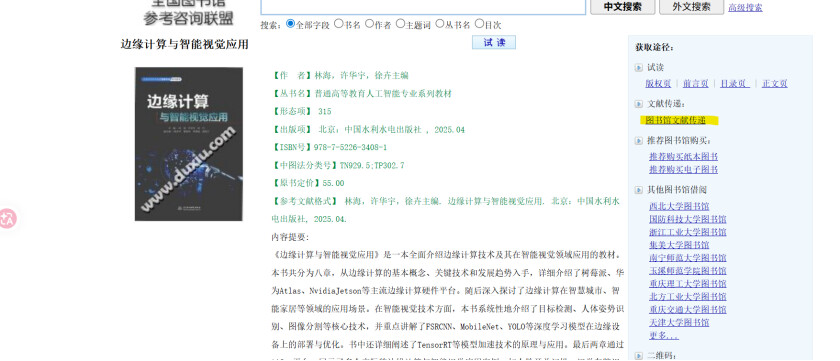 全国图书馆
参考咨询联盟
中文搜索
外文搜索
高级搜索
搜索: 全部字段 书名 作者 主题词 丛书名 目次
边缘计算与智能视觉应用
试 读
边缘计算
与智能视觉应用
www.duxiu.com
【作 者】林海, 许华宇, 徐卉主编
【丛书名】普通高等教育人工智能专业系列教材
【形态项】 315
【出版项】 北京: 中国水利水电出版社 , 2025.04
【ISBN号】978-7-5226-3408-1
【中图法分类号】TN929.5;TP302.7
【原书定价】55.00
【参考文献格式】 林海, 许华宇, 徐卉主编. 边缘计算与智能视觉应用. 北京: 中国水利水
电出版社, 2025.04.
内容提要:
《边缘计算与智能视觉应用》是一本全面介绍边缘计算技术及其在智能视觉领域应用的教材。
本书共分为八章, 从边缘计算的基本概念、关键技术和发展趋势入手, 详细介绍了树莓派、华
为Atlas、NvidiaJetson等主流边缘计算硬件平台。随后深入探讨了边缘计算在智慧城市、智
能家居等领域的应用场景。在智能视觉技术方面, 本书系统性地介绍了目标检测、人体姿势识
别、图像分割等核心技术, 并重点讲解了FSRCNN、MobileNet、YOLO等深度学习模型在边缘设
备上的部署与优化。书中还详细阐述了TensorRT等模型加速技术的原理与应用。最后两章通过
获取途径:
试读
版权页 | 前言页 | 目录页 | 正文页
文献传递:
图书馆文献传递
推荐图书馆购买:
推荐购买纸本图书
推荐购买电子图书
其他图书馆借阅
西北大学图书馆
国防科技大学图书馆
浙江工业大学图书馆
集美大学图书馆
南宁师范大学图书馆
玉溪师范学院图书馆
重庆理工大学图书馆
北方工业大学图书馆
重庆交通大学图书馆
天津大学图书馆
更多...
二维码: